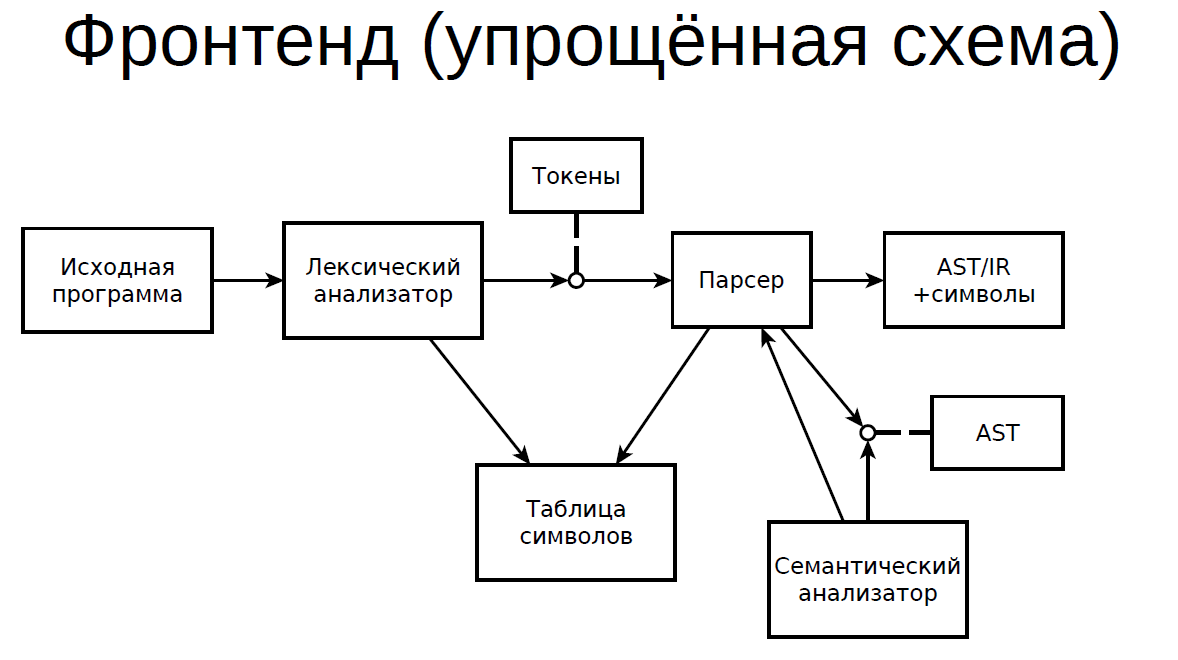 Фронтенд (упрощённая схема)
Токены
Исходная
программа
Лексический
анализатор
Парсер
AST/IR
+символы
AST
Таблица
символов
Семантический
анализатор